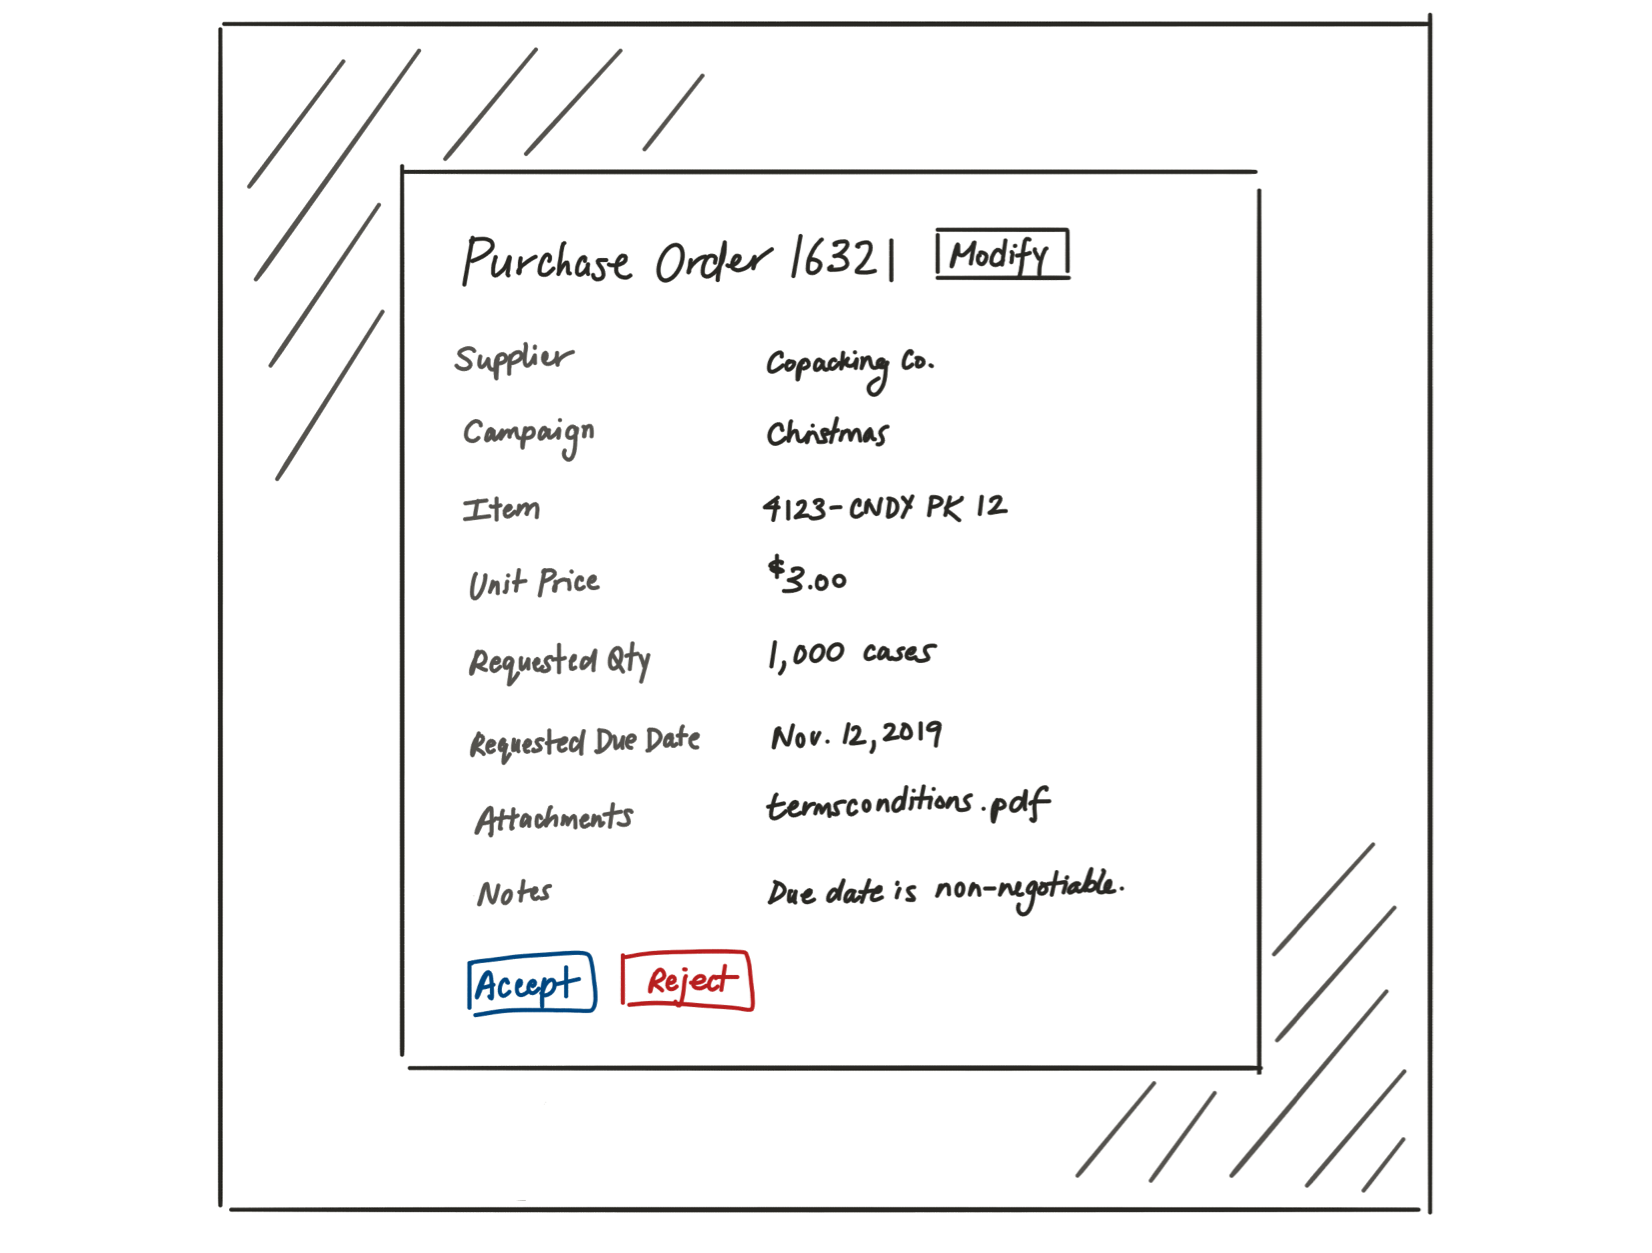 Purchase Order 16321 Modify
Supplier Copacking Co.
Campaign Christmas
Item 4123-CNDY PK 12
Unit Price $3.00
Requested Qty 1,000 cases
Requested Due Date Nov. 12, 2019
Attachments termsconditions.pdf
Notes Due date is non-negotiable.
Accept Reject